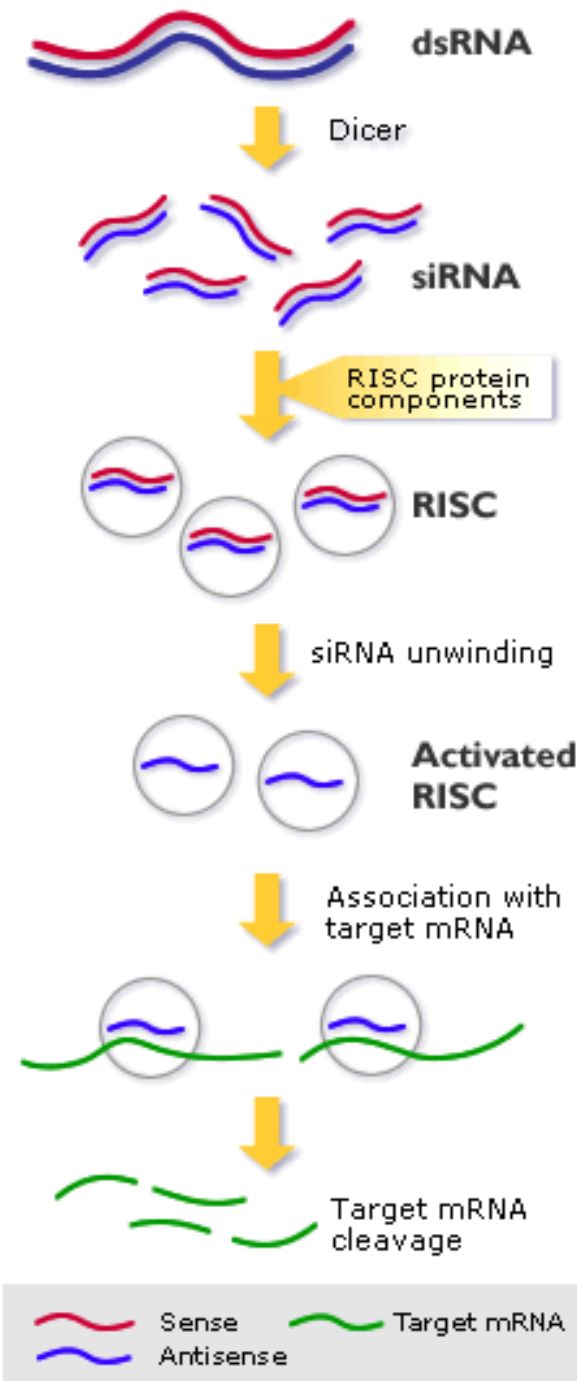 dsRNA
Dicer
siRNA
RISC protein
components
RISC
siRNA unwinding
Activated
RISC
Association with
target mRNA
Target mRNA
cleavage
Sense
Target mRNA
Antisense